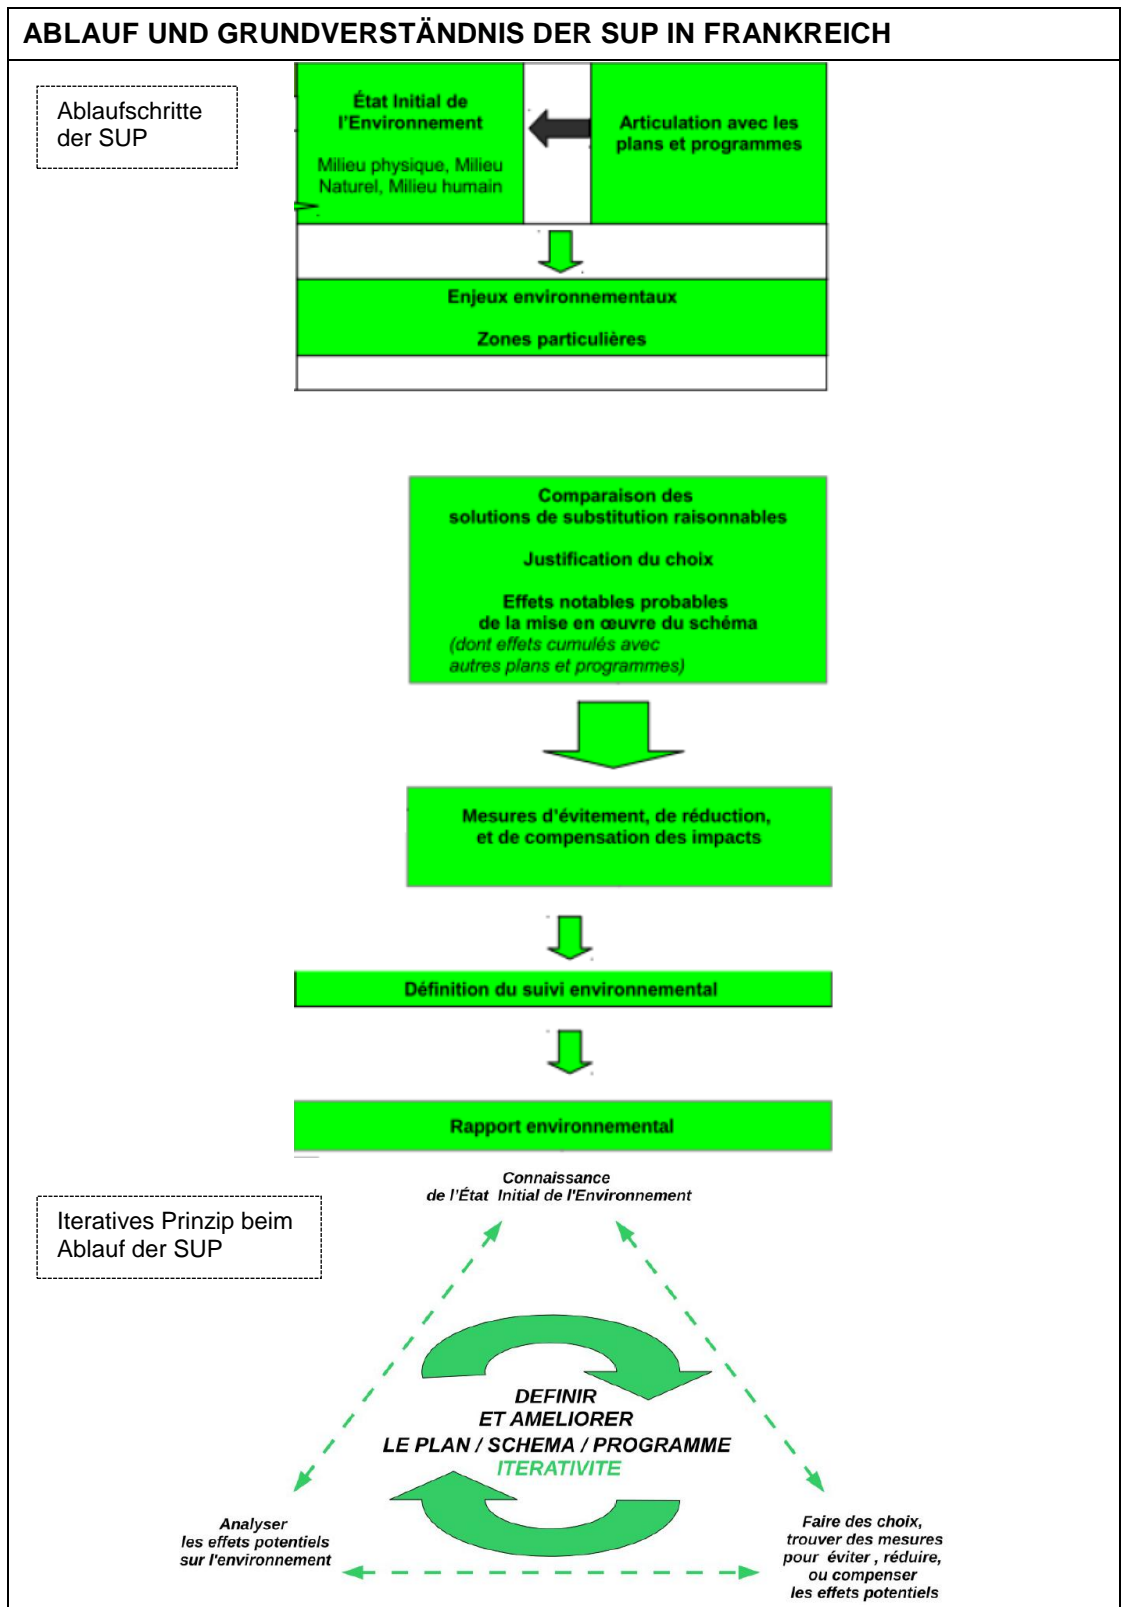 ABLAUF UND GRUNDVERSTÄNDNIS DER SUP IN FRANKREICH
Ablaufschritte
der SUP
État Initial de
l'Environnement
Milieu physique, Milieu
Naturel, Milieu humain
Articulation avec les
plans et programmes
Enjeux environnementaux
Zones particulières
Comparaison des
solutions de substitution raisonnables
Justification du choix
Effets notables probables
de la mise en œuvre du schéma
(dont effets cumulés avec
autres plans et programmes)
Mesures d'évitement, de réduction,
et de compensation des impacts
Définition du suivi environnemental
Rapport environnemental
Iteratives Prinzip beim
Ablauf der SUP
Connaissance
de l'État Initial de l'Environnement
DEFINIR
ET AMELIORER
LE PLAN / SCHEMA / PROGRAMME
ITERATIVITE
Analyser
les effets potentiels
sur l'environnement
Faire des choix,
trouver des mesures
pour éviter , réduire,
ou compenser
les effets potentiels